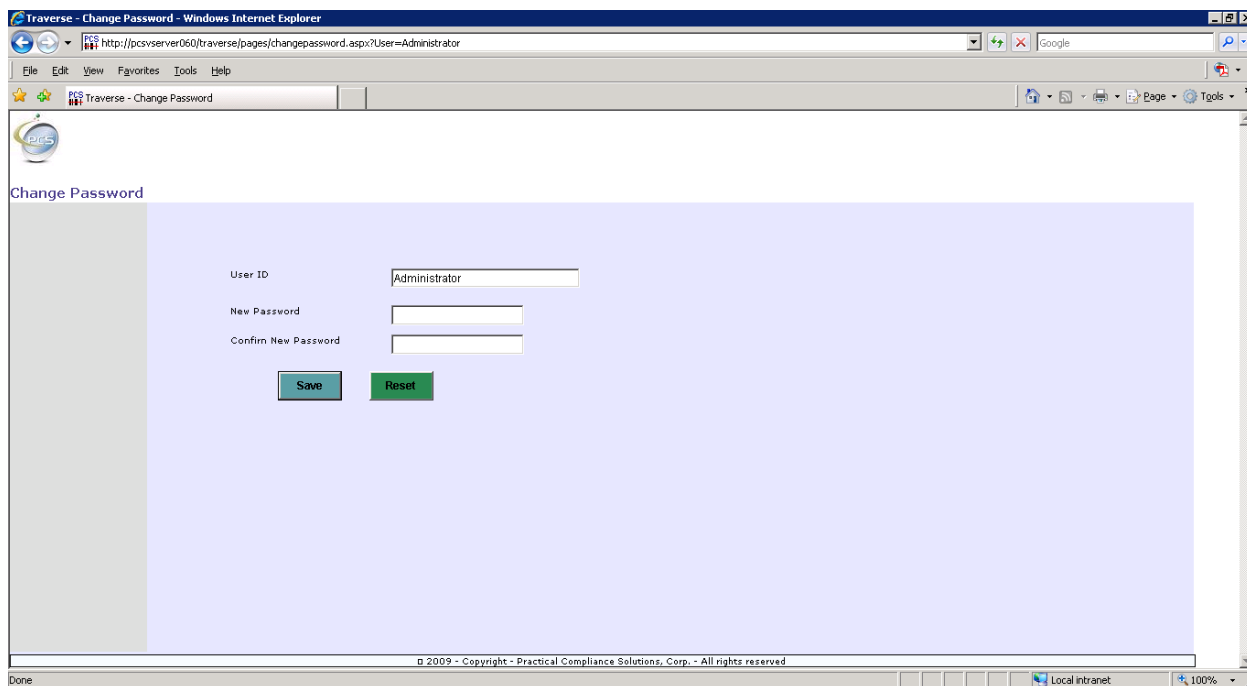 Traverse - Change Password - Windows Internet Explorer
http://pcsvserver060/traverse/pages/changepassword.aspx?User=Administrator
Google
File Edit View Favorites Tools Help
PCS Traverse - Change Password
Page Tools
PCS
Change Password
User ID
Administrator
New Password
Confirn New Password
Save Reset
2009 - Copyright - Practical Compliance Solutions, Corp. - All rights reserved
Done Local intranet 100%